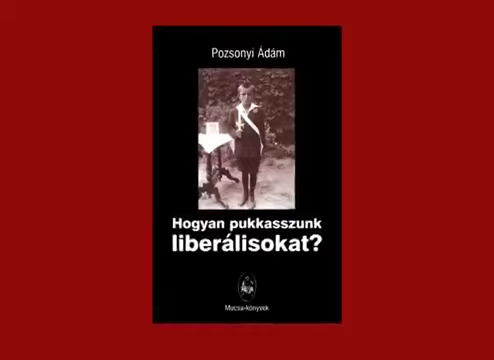 Pozsonyi Ádám
Hogyan pukkasszunk
liberálisokat?
Mucsa-könyvek